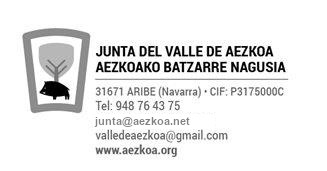 JUNTA DEL VALLE DE AEZKOA
AEZKOAKO BATZARRE NAGUSIA
31671 ARIBE (Navarra) • CIF: P3175000C
Tel: 948 76 43 75
junta@aezkoa.net
valledeaezkoa@gmail.com
www.aezkoa.org